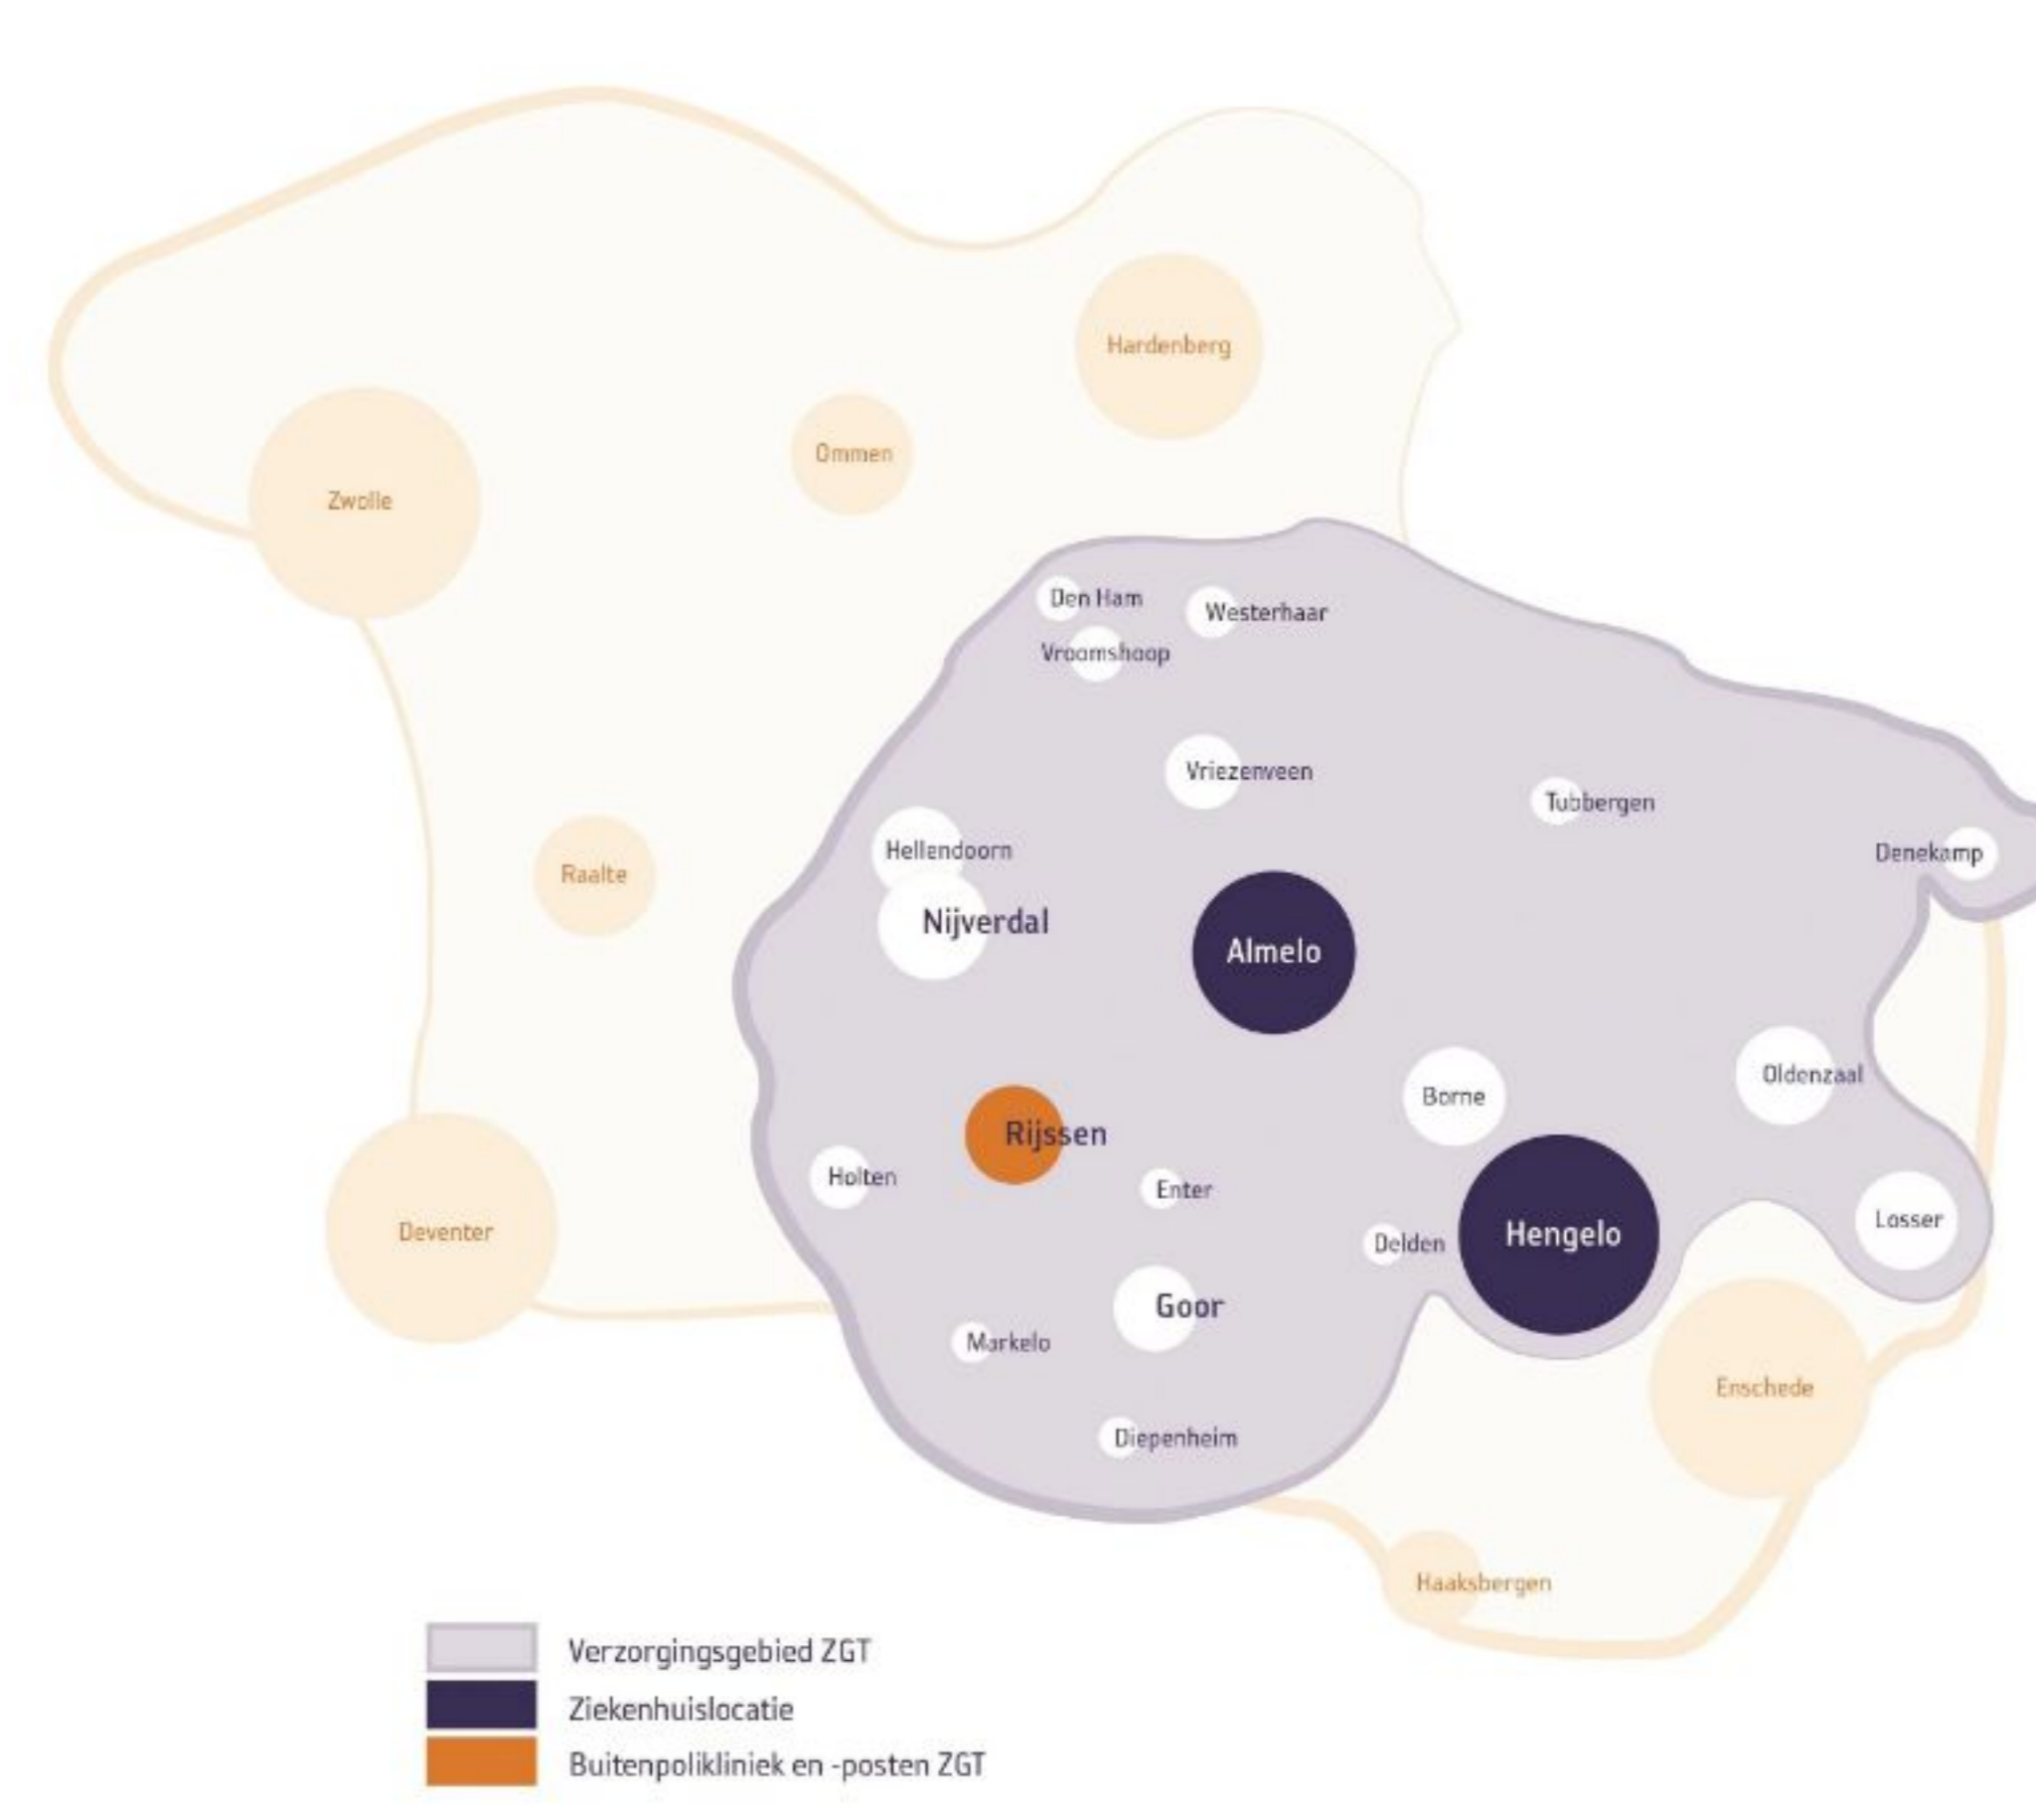 Hardenberg
Ommen
Zwolle
Den Ham
Westerhaar
Vroomshoop
Vriezenveen
Tubbergen
Hellendoorn
Denekamp
Raalte
Nijverdal
Almelo
Oldenzaal
Borne
Rijssen
Holten
Enter
Losser
Deventer
Delden
Hengelo
Goor
Markelo
Enschede
Diepenheim
Haaksbergen
Verzorgingsgebied ZGT
Ziekenhuislocatie
Buitenpolikliniek en -posten ZGT